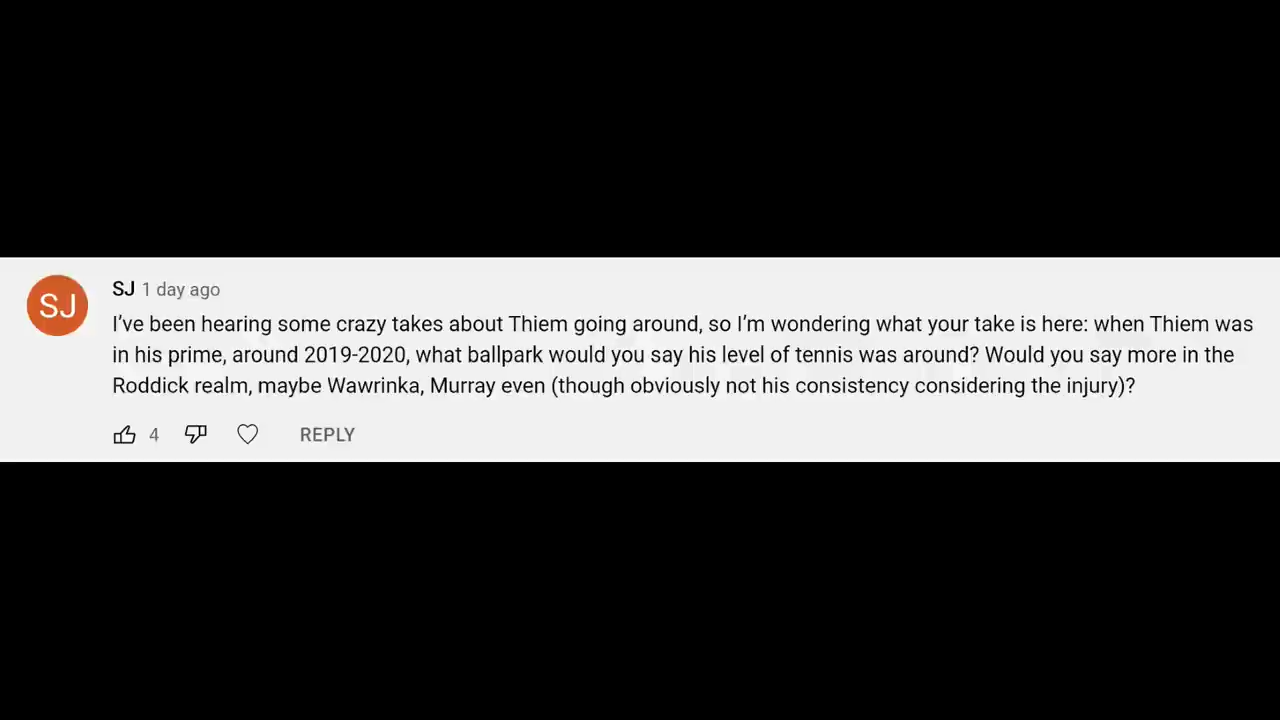 SJ
SJ 1 day ago
I’ve been hearing some crazy takes about Thiem going around, so I’m wondering what your take is here: when Thiem was
in his prime, around 2019-2020, what ballpark would you say his level of tennis was around? Would you say more in the
Roddick realm, maybe Wawrinka, Murray even (though obviously not his consistency considering the injury)?
4 REPLY